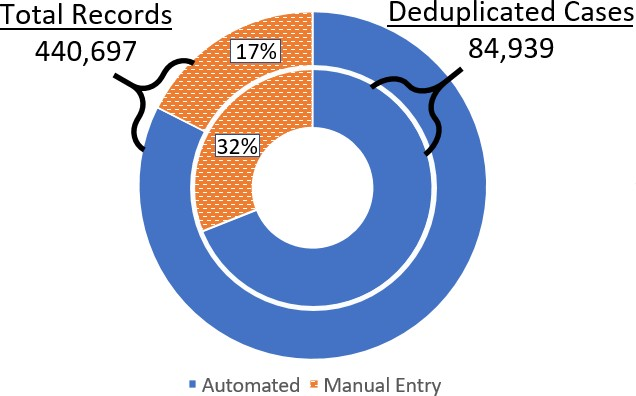 Total Records
440,697
Deduplicated Cases
84,939
17%
32%
Automated
Manual Entry